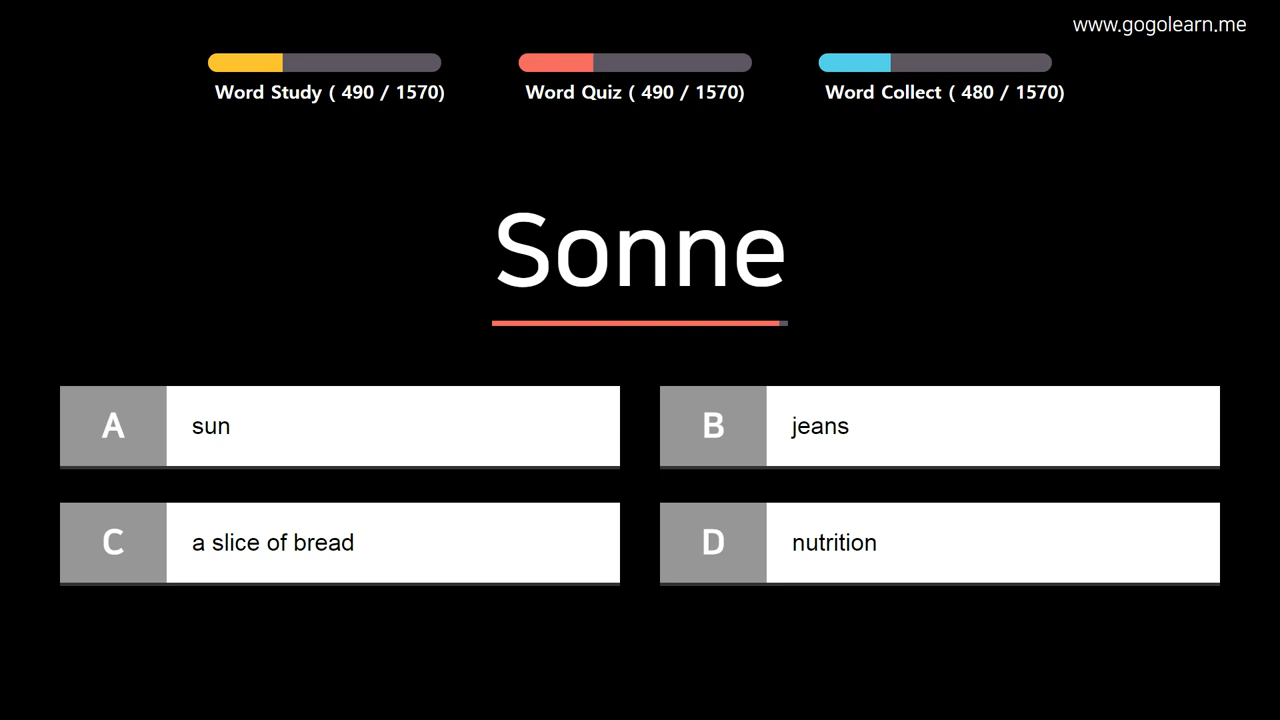 www.gogolearn.me
Word Study ( 490 / 1570)
Word Quiz ( 490 / 1570)
Word Collect ( 480 / 1570)
Sonne
A
sun
B
jeans
C
a slice of bread
D
nutrition